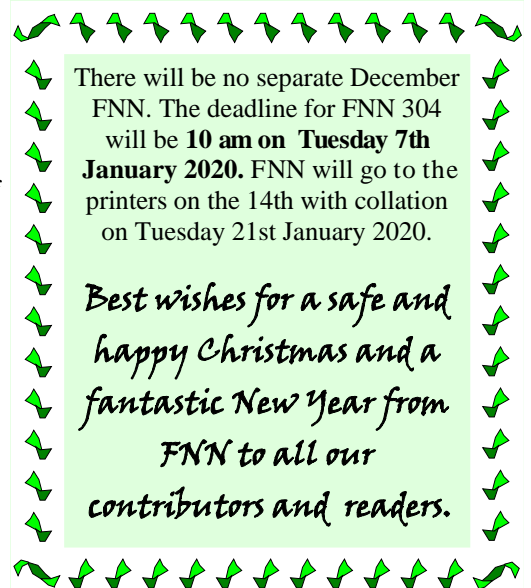 There will be no separate December
FNN. The deadline for FNN 304
will be 10 am on Tuesday 7th
January 2020. FNN will go to the
printers on the 14th with collation
on Tuesday 21st January 2020.
Best wishes for a safe and
happy Christmas and a
fantastic New Year from
FNN to all our
contributors and readers.